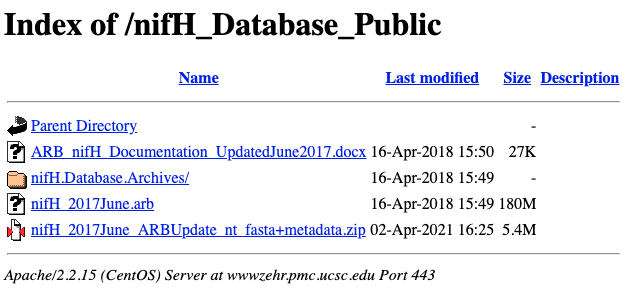 Index of /nifH_Database_Public
Name Last modified Size Description
Parent Directory -
ARB_nifH_Documentation_UpdatedJune2017.docx 16-Apr-2018 15:50 27K
nifH.Database.Archives/ 16-Apr-2018 15:49 -
nifH_2017June.arb 16-Apr-2018 15:49 180M
nifH_2017June_ARBUpdate_nt_fasta+metadata.zip 02-Apr-2021 16:25 5.4M
Apache/2.2.15 (CentOS) Server at wwwzehr.pmc.ucsc.edu Port 443